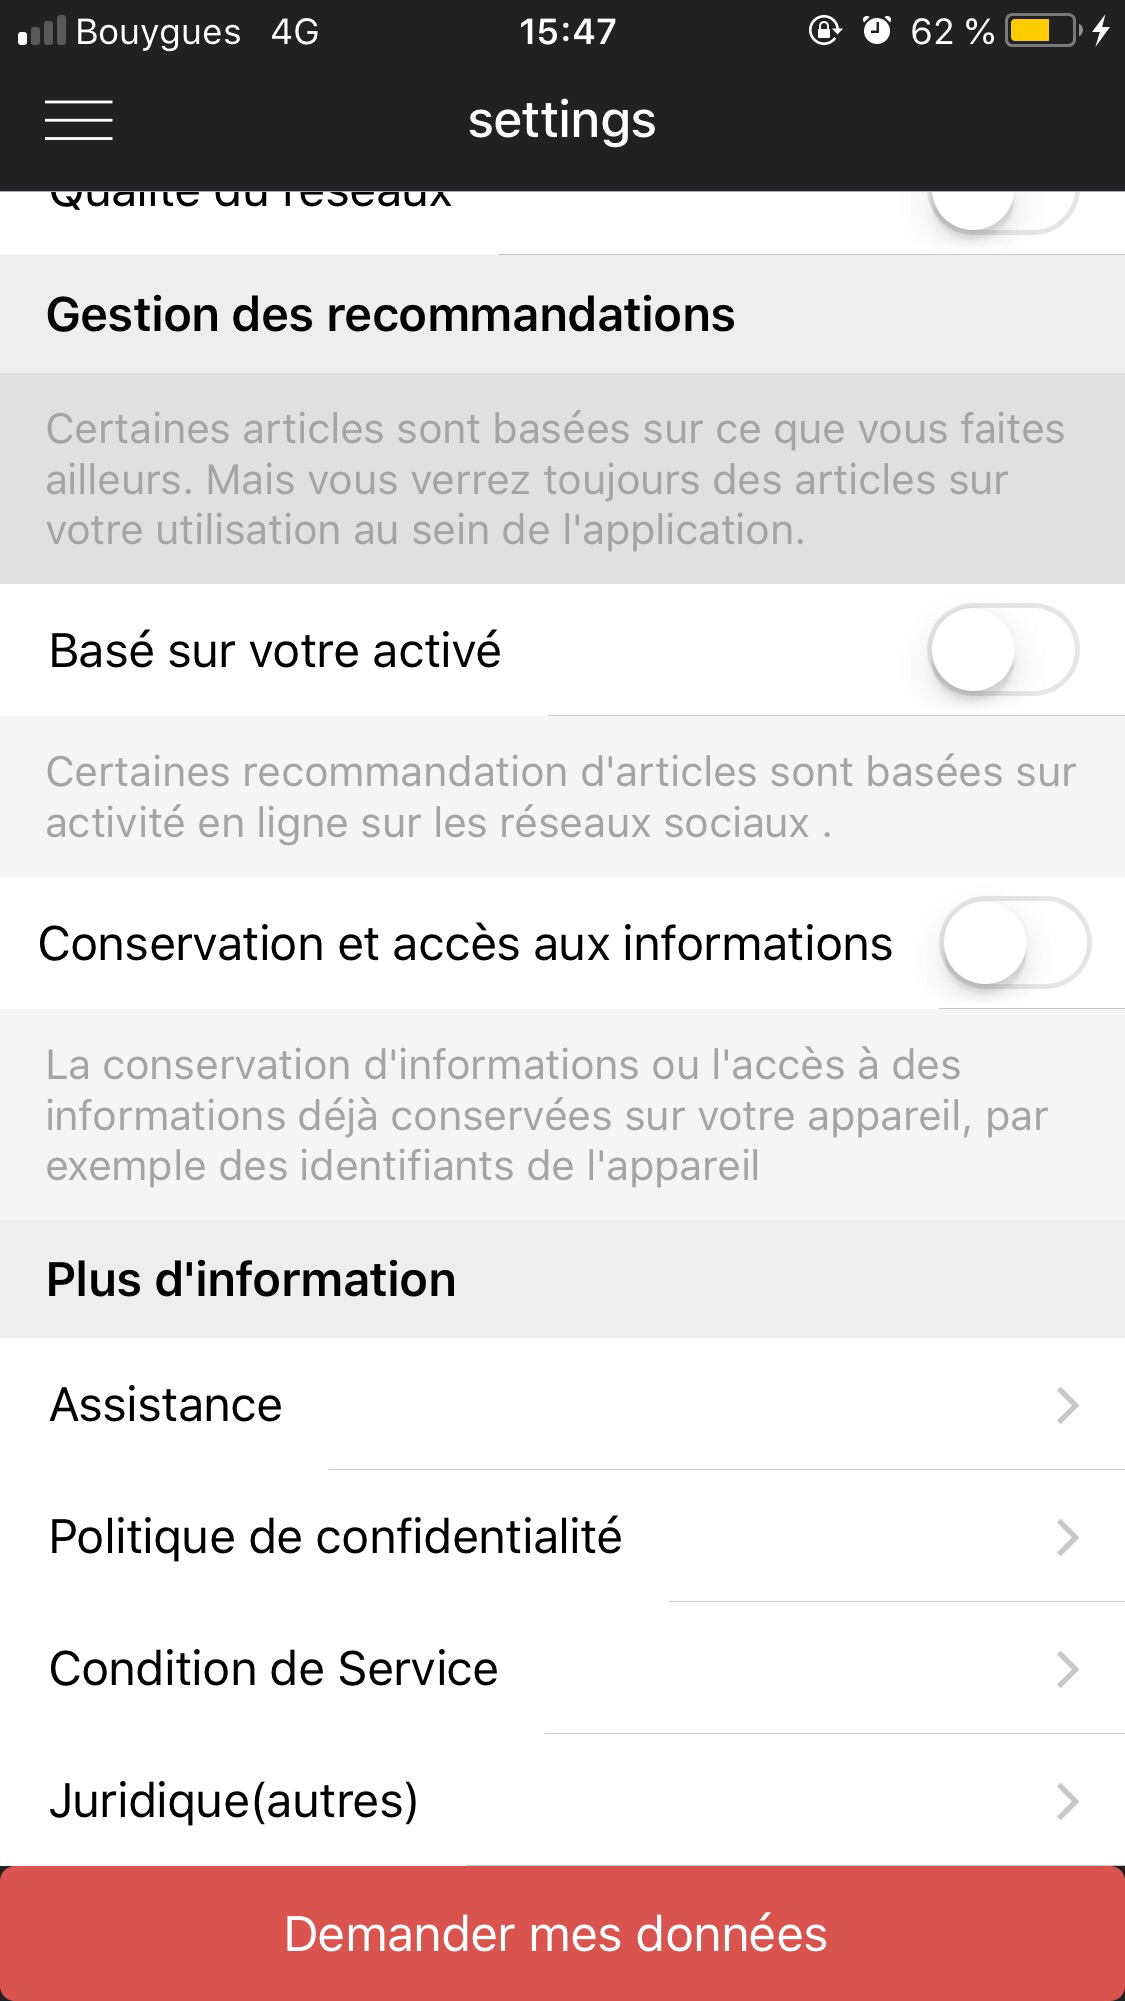 Bouygues 4G 15:47 62 %
settings
Qualité du réseaux
Gestion des recommandations
Certaines articles sont basées sur ce que vous faites
ailleurs. Mais vous verrez toujours des articles sur
votre utilisation au sein de l'application.
Basé sur votre activé
Certaines recommandation d'articles sont basées sur
activité en ligne sur les réseaux sociaux .
Conservation et accès aux informations
La conservation d'informations ou l'accès à des
informations déjà conservées sur votre appareil, par
exemple des identifiants de l'appareil
Plus d'information
Assistance
Politique de confidentialité
Condition de Service
Juridique(autres)
Demander mes données